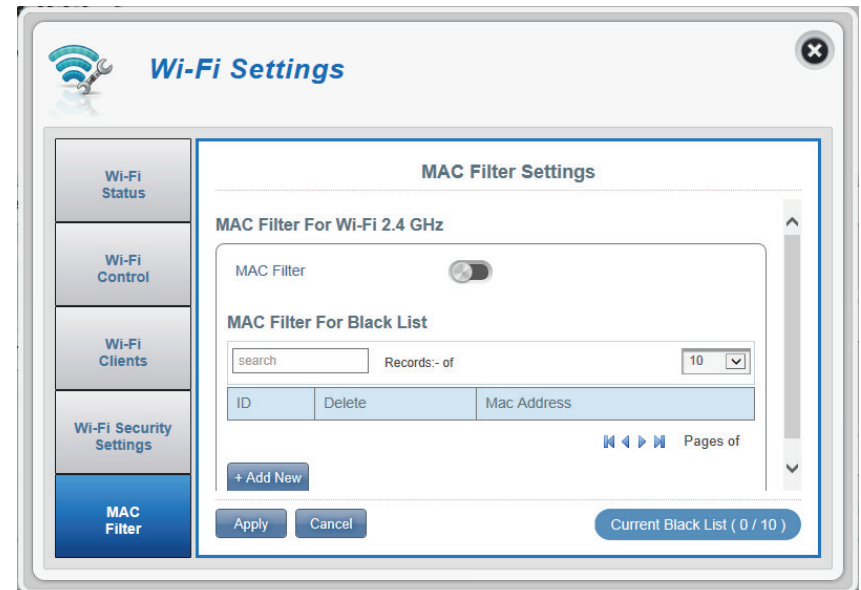 Wi-Fi Settings
Wi-Fi
Status
Wi-Fi
Control
Wi-Fi
Clients
Wi-Fi Security
Settings
MAC
Filter
MAC Filter Settings
MAC Filter For Wi-Fi 2.4 GHz
MAC Filter
MAC Filter For Black List
search Records:- of 10
ID Delete Mac Address
Pages of
+ Add New
Apply Cancel Current Black List ( 0 / 10 )